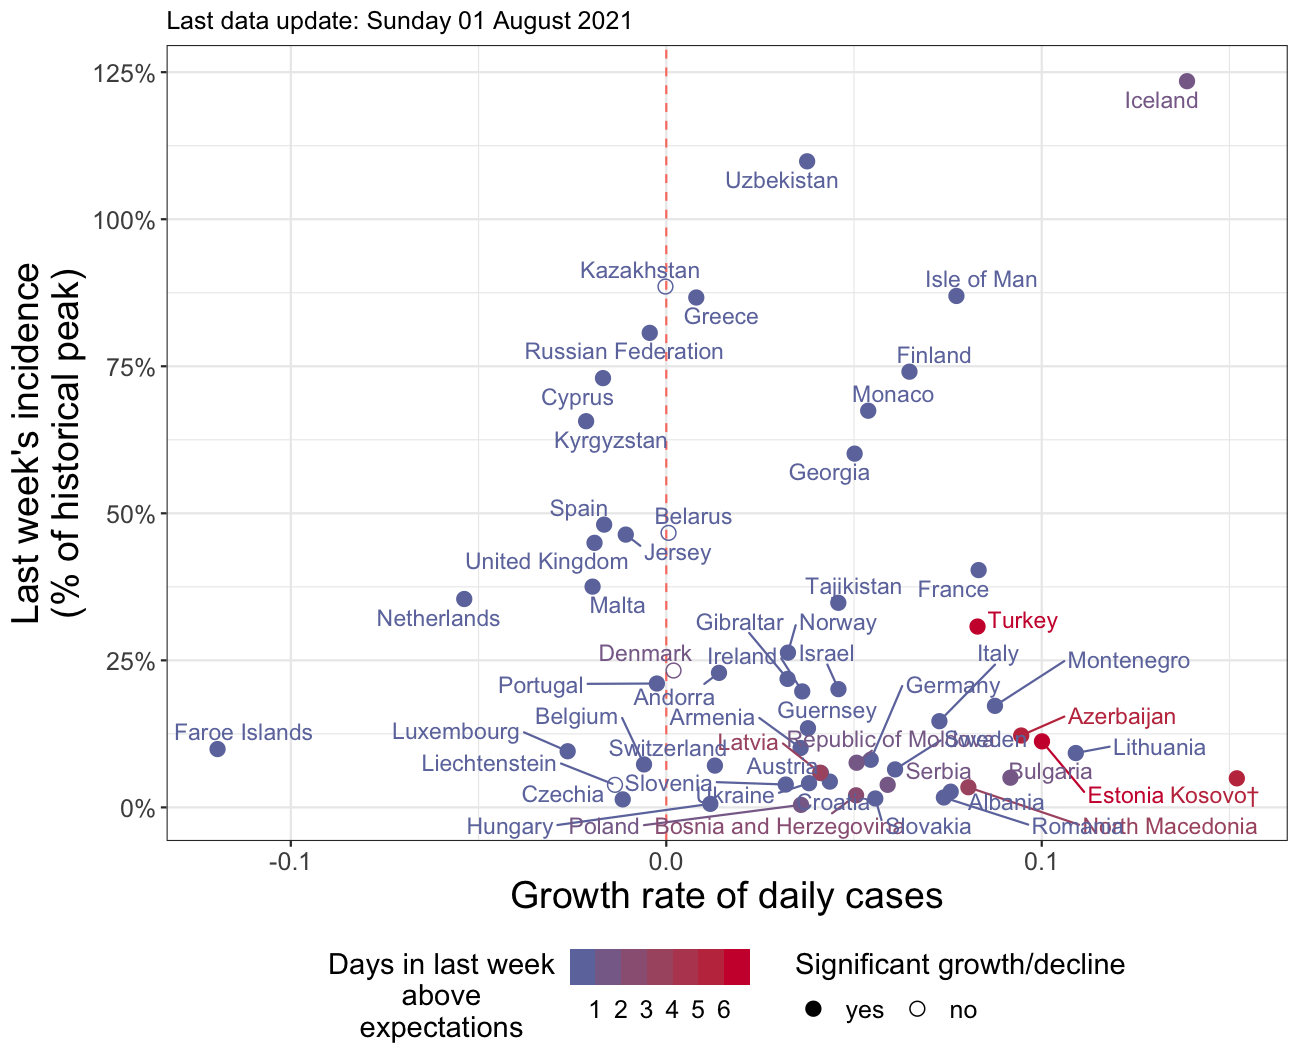 Last data update: Sunday 01 August 2021
Last week's incidence
(% of historical peak)
125%
100%
75%
50%
25%
0%
Iceland
Uzbekistan
Kazakhstan
Isle of Man
Greece
Russian Federation
Finland
Cyprus
Monaco
Kyrgyzstan
Georgia
Spain
Belarus
Jersey
United Kingdom
Tajikistan
France
Malta
Netherlands
Gibraltar
Norway
Turkey
Denmark
Ireland
Israel
Italy
Montenegro
Portugal
Andorra
Germany
Belgium
Armenia
Guernsey
Azerbaijan
Faroe Islands
Luxembourg
Switzerland
Latvia
Republic of Moldova
Sweden
Lithuania
Liechtenstein
Austria
Serbia
Bulgaria
Slovenia
Czechia
Ukraine
Croatia
Albania
Estonia
Kosovo†
Hungary
Poland
Bosnia and Herzegovina
Slovakia
Romania
North Macedonia
-0.1
0.0
0.1
Growth rate of daily cases
Days in last week
above
expectations
1 2 3 4 5 6
Significant growth/decline
yes
no